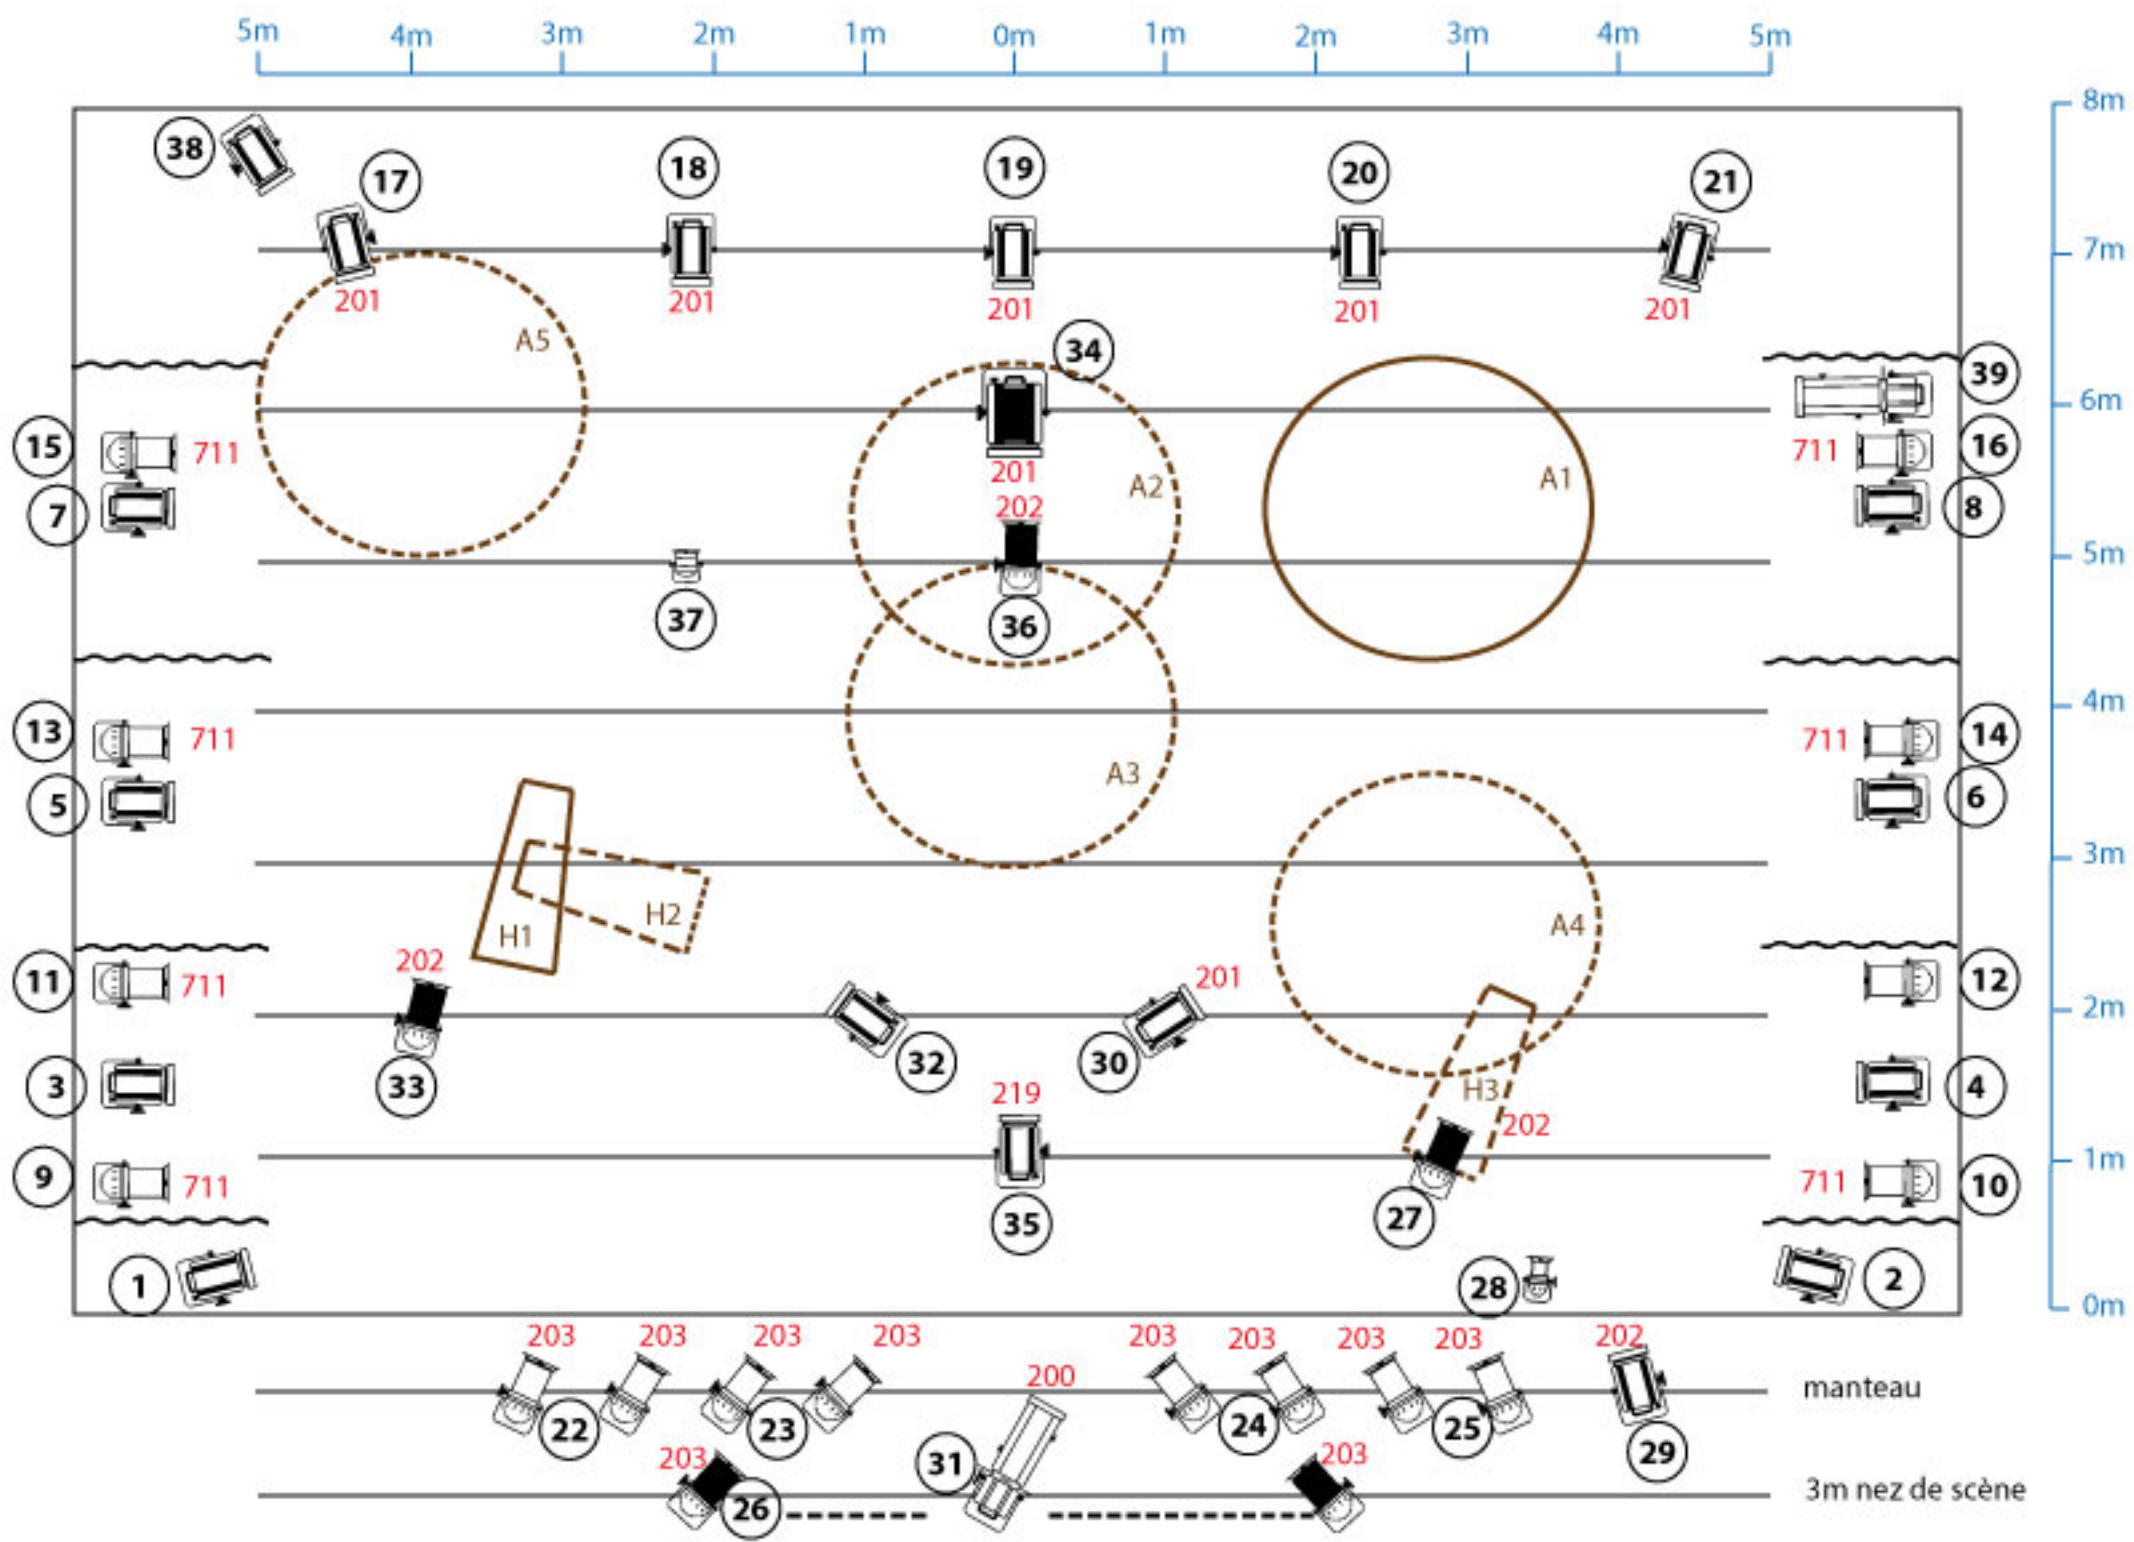 5m 4m 3m 2m 1m 0m 1m 2m 3m 4m 5m
8m
38 17 18 19 20 21
7m
201 201 201 201 201
A5 34
39
6m
15 711 201 A2 A1 711 16
202
7 8
5m
37 36
4m
13 711 711 14
A3
5 6
3m
H2 A4
H1
202 201
11 711 12
2m
32 30
3 33 219 H3 4
202
1m
9 711 711 10
35 27
1 28 2
0m
203 203 203 203 203 203 203 203 202
200
manteau
22 23 24 25
203 31 203 29
26 3m nez de scène